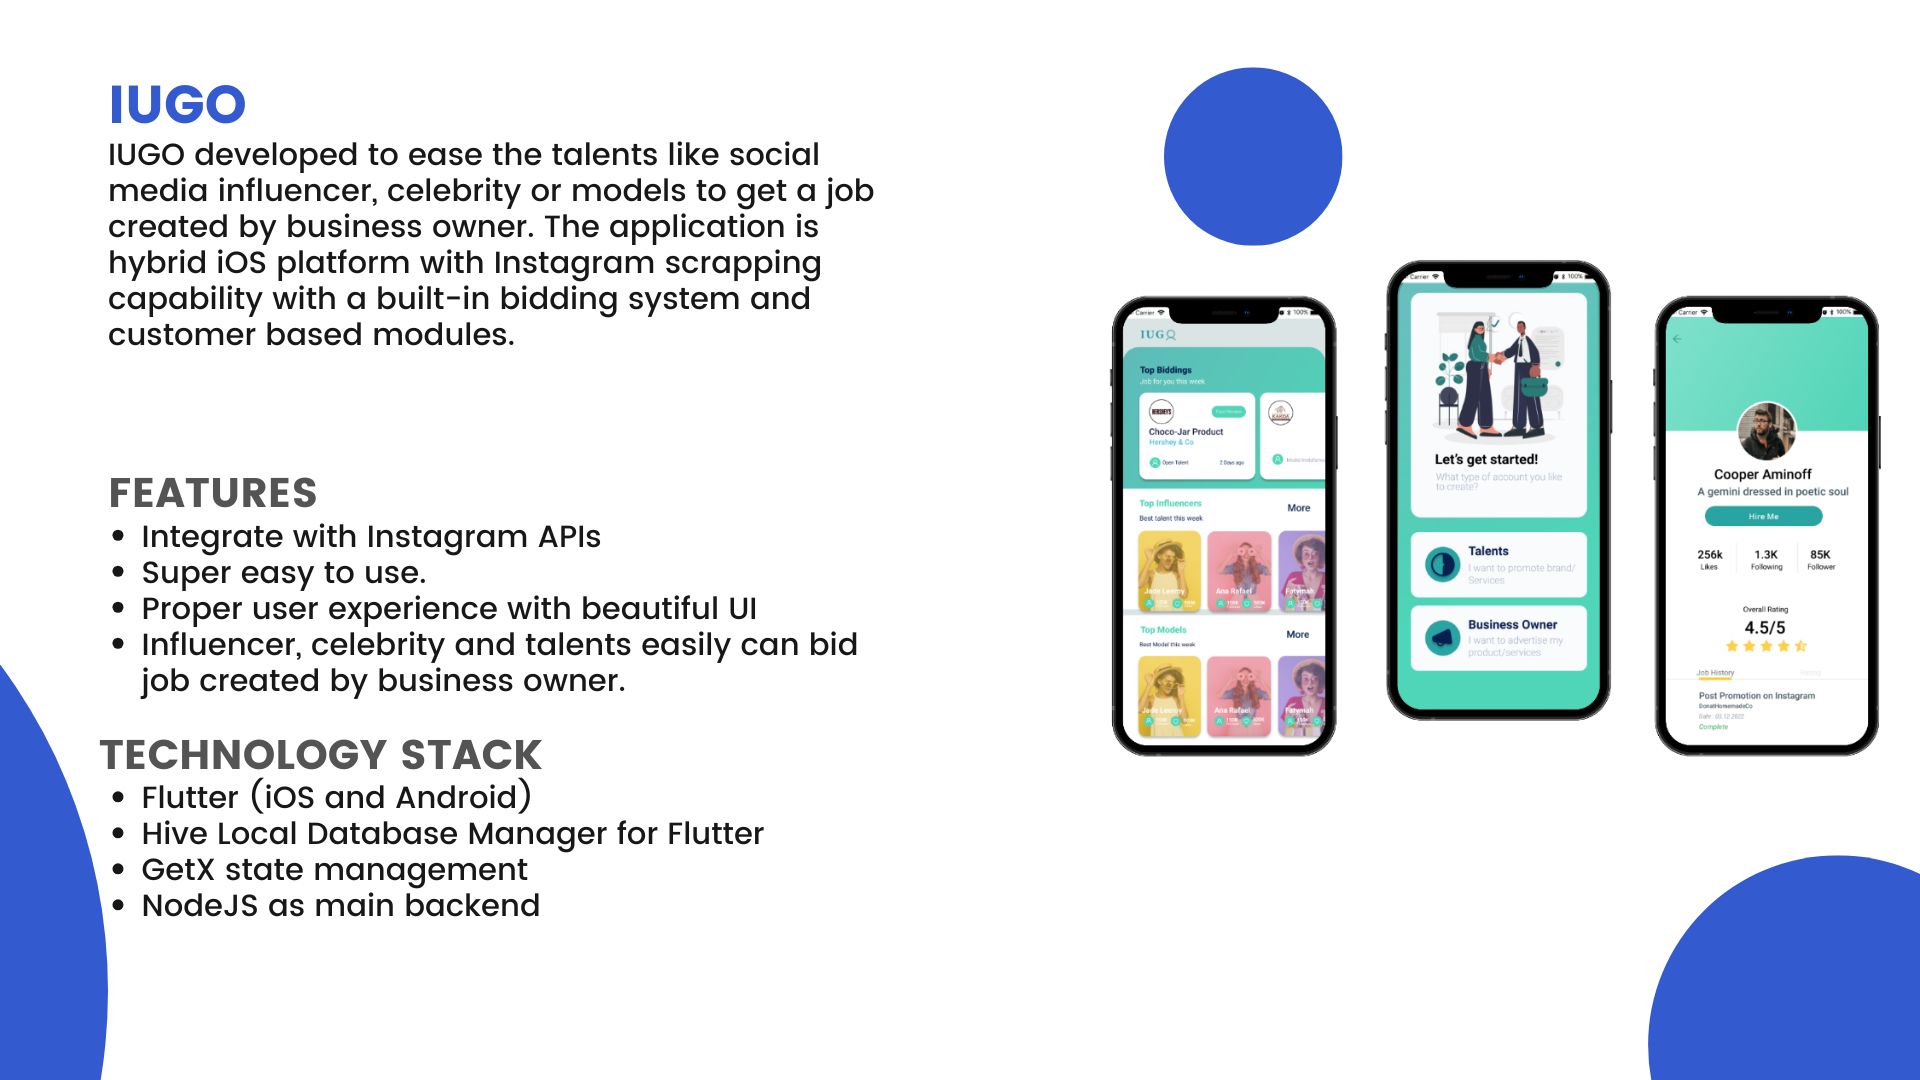 IUGO
IUGO developed to ease the talents like social
media influencer, celebrity or models to get a job
created by business owner. The application is
hybrid iOS platform with Instagram scrapping
capability with a built-in bidding system and
customer based modules.
FEATURES
• Integrate with Instagram APIs
• Super easy to use.
• Proper user experience with beautiful UI
• Influencer, celebrity and talents easily can bid
job created by business owner.
TECHNOLOGY STACK
• Flutter (iOS and Android)
• Hive Local Database Manager for Flutter
• GetX state management
• NodeJS as main backend
Carrier 100%
IUGO
Top Biddings
Job for you this week
HERSHEY'S
Choco-Jar Product
Hershey & Co
Open Talent 2 Days ago
Top Influencers More
Best talent this week
Jade Leeroy Ana Rafael Fatymah
Top Models More
Best Model this week
Jade Leeroy Ana Rafael Fatymah
Carrier 100%
Let's get started!
What type of account you like
to create?
Talents
I want to promote brand/
Services
Business Owner
I want to advertise my
product/services
Carrier 100%
Cooper Aminoff
A gemini dressed in poetic soul
Hire Me
256k 1.3K 85K
Likes Following Follower
Overall Rating
4.5/5
Job History
Post Promotion on Instagram
DonatHomemadeCo
Date : 05.12.2022
Complete